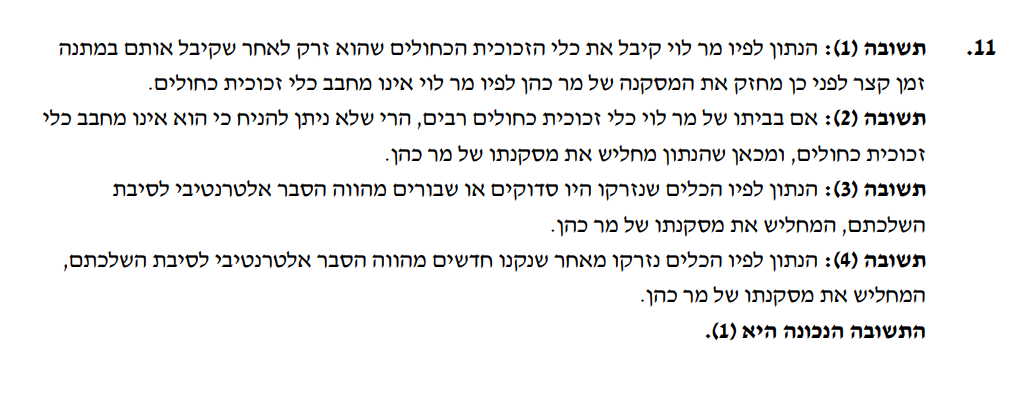 11. תשובה (1): הנתון לפיו מר לוי קיבל את כלי הזכוכית הכחולים שהוא זרק לאחר שקיבל אותם במתנה
זמן קצר לפני כן מחזק את המסקנה של מר כהן לפיו מר לוי אינו מחבב כלי זכוכית כחולים.
תשובה (2): אם בביתו של מר לוי כלי זכוכית כחולים רבים, הרי שלא ניתן להניח כי הוא אינו מחבב כלי
זכוכית כחולים, ומכאן שהנתון מחליש את מסקנתו של מר כהן.
תשובה (3): הנתון לפיו הכלים שנזרקו היו סדוקים או שבורים מהווה הסבר אלטרנטיבי לסיבת
השלכתם, המחליש את מסקנתו של מר כהן.
תשובה (4): הנתון לפיו הכלים נזרקו מאחר שנקנו חדשים מהווה הסבר אלטרנטיבי לסיבת השלכתם,
המחליש את מסקנתו של מר כהן.
התשובה הנכונה היא (1).